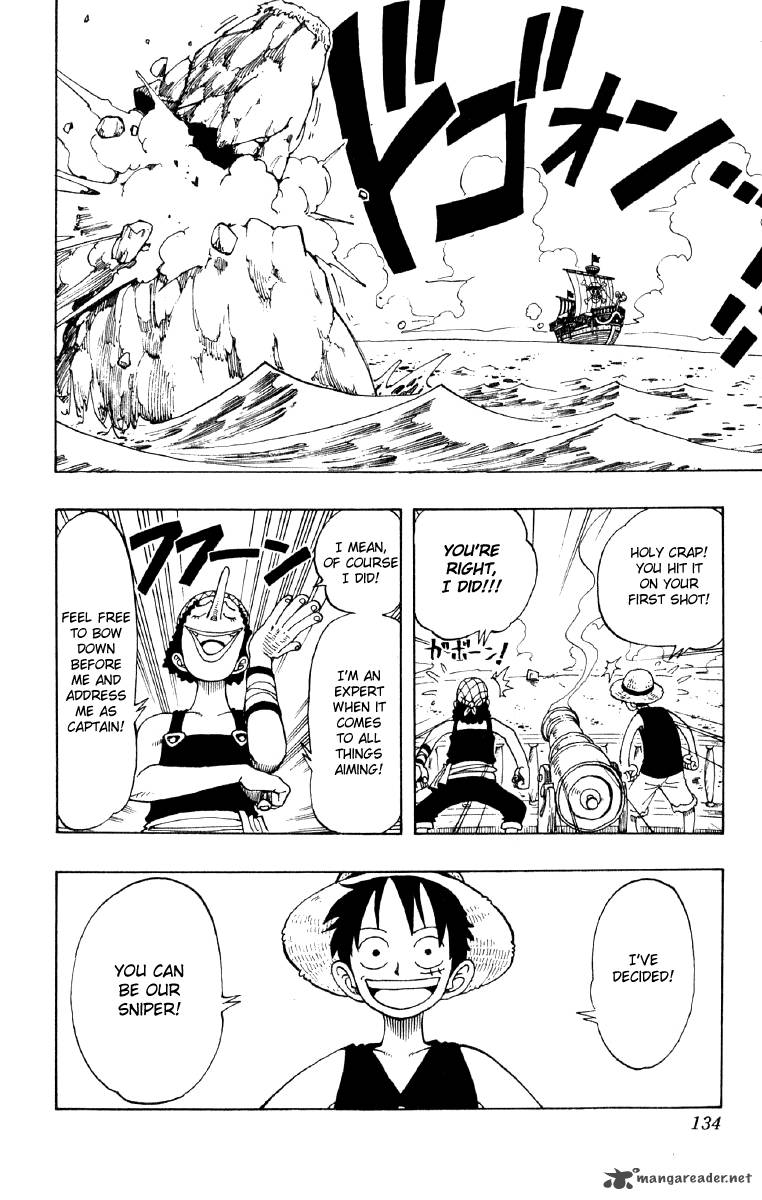 ドゴオン...!!
HOLY CRAP!
YOU HIT IT
ON YOUR
FIRST SHOT!
YOU'RE
RIGHT,
I DID!!!
ガボーン!
I MEAN,
OF COURSE
I DID!
I'M AN
EXPERT
WHEN IT
COMES
TO ALL
THINGS
AIMING!
ファファーン
FEEL FREE
TO BOW
DOWN
BEFORE
ME AND
ADDRESS
ME AS
CAPTAIN!
I'VE
DECIDED!
YOU CAN
BE OUR
SNIPER!
134
mangareader.net